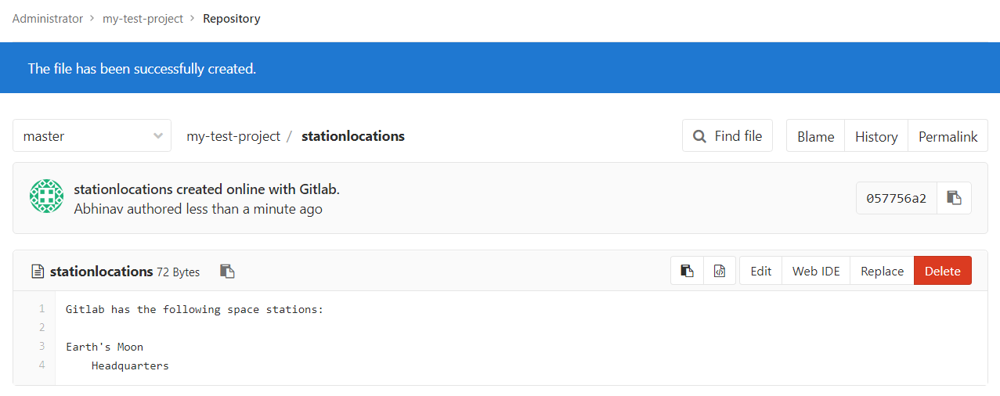 Administrator > my-test-project > Repository
The file has been successfully created.
master my-test-project / stationlocations Find file Blame History Permalink
stationlocations created online with Gitlab.
Abhinav authored less than a minute ago
057756a2
stationlocations 72 Bytes Edit Web IDE Replace Delete
1 Gitlab has the following space stations:
2
3 Earth's Moon
4 Headquarters